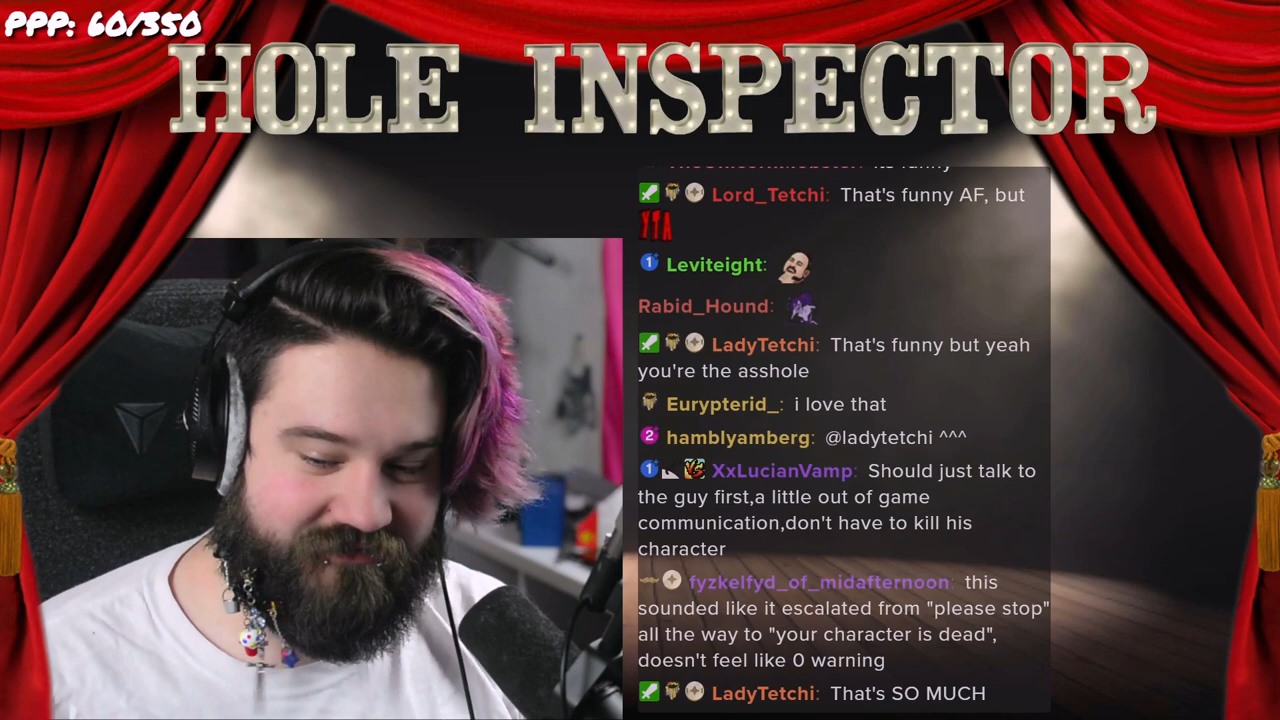 PPP: 60/350
HOLE INSPECTOR
Lord_Tetchi: That's funny AF, but
YTA
Leviteight:
Rabid_Hound:
LadyTetchi: That's funny but yeah
you're the asshole
Eurypterid_: i love that
2 hamblyamberg: @ladytetchi ^^^
1 XxLucianVamp: Should just talk to
the guy first,a little out of game
communication,don't have to kill his
character
fyzkelfyd_of_midafternoon: this
sounded like it escalated from "please stop"
all the way to "your character is dead",
doesn't feel like 0 warning
LadyTetchi: That's SO MUCH